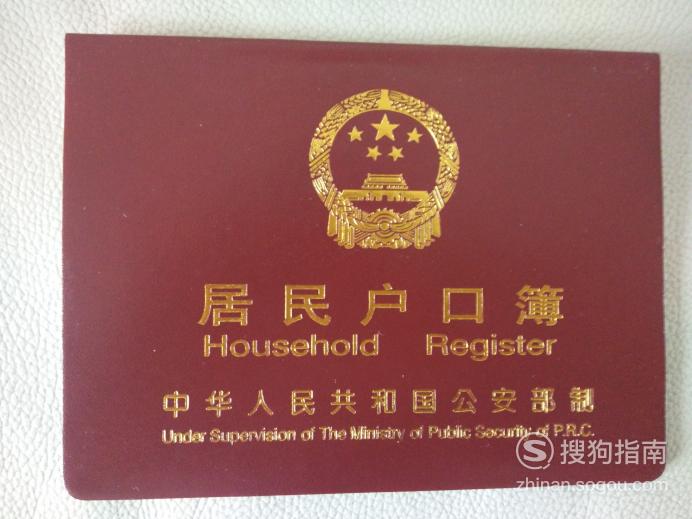 居民户口簿
Household Register
中华人民共和国公安部制
Under Supervision of The Ministry of Public Security of P.R.C.
S 搜狗指南
zhinan.sogou.com